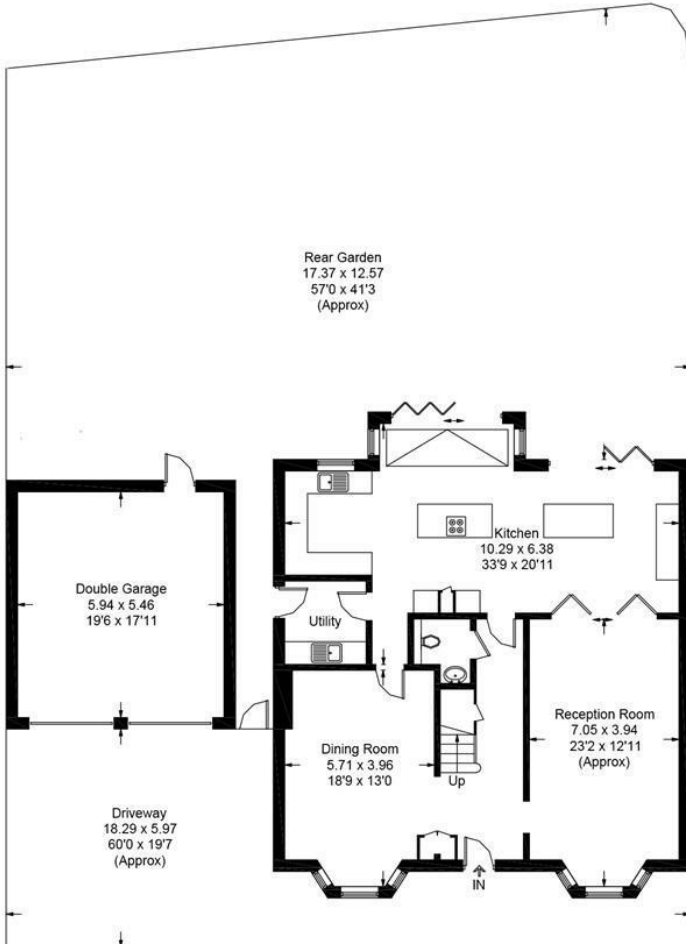 Rear Garden
17.37 x 12.57
57'0 x 41'3
(Approx)
Kitchen
10.29 x 6.38
33'9 x 20'11
Double Garage
5.94 x 5.46
19'6 x 17'11
Utility
Reception Room
7.05 x 3.94
23'2 x 12'11
(Approx)
Dining Room
5.71 x 3.96
18'9 x 13'0
Up
Driveway
18.29 x 5.97
60'0 x 19'7
(Approx)
IN